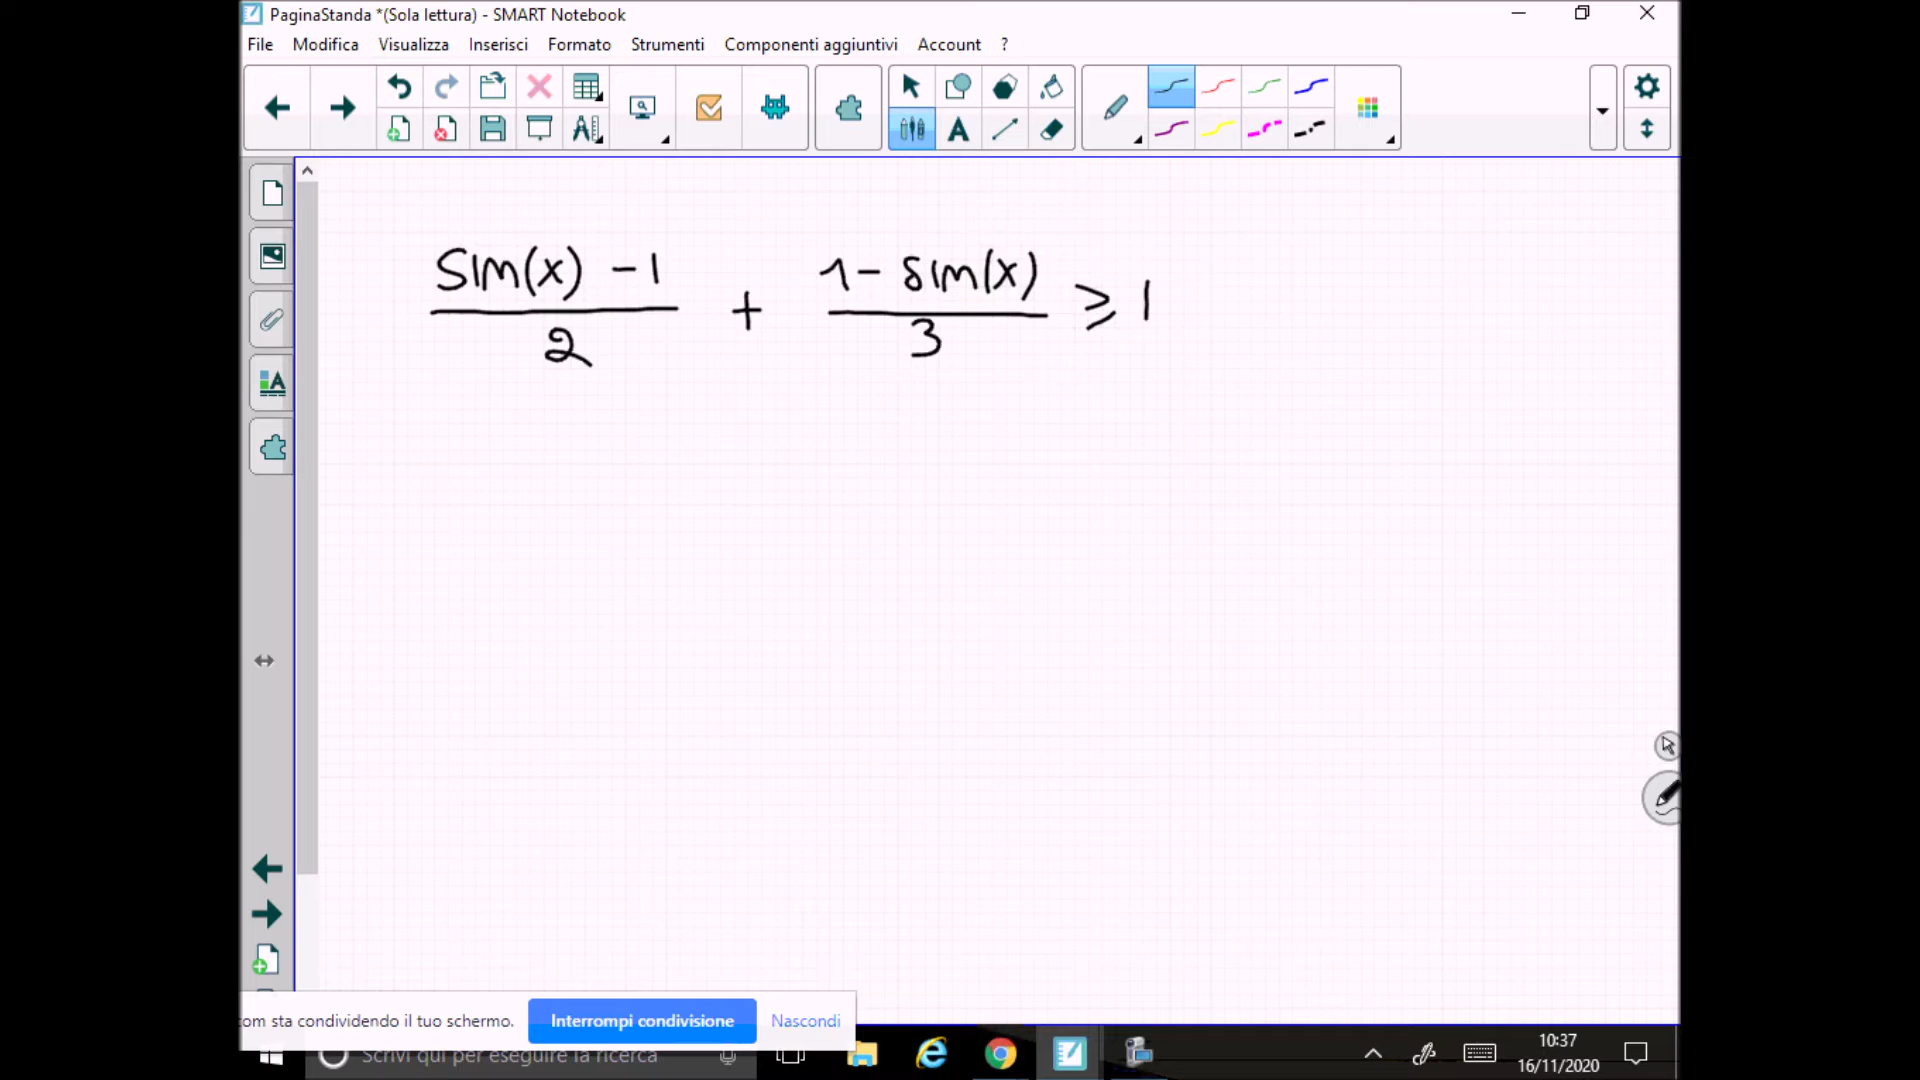 PaginaStanda *(Sola lettura) - SMART Notebook
File Modifica Visualizza Inserisci Formato Strumenti Componenti aggiuntivi Account ?
sin(x) - 1
2
+
1 - sin(x)
3
≥ 1
com sta condividendo il tuo schermo. Interrompi condivisione Nascondi
Scrivi qui per eseguire la ricerca
10:37
16/11/2020